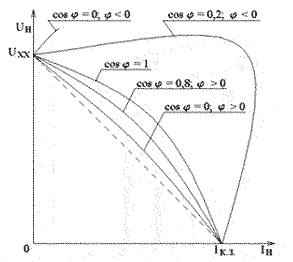 cos φ = 0; φ < 0
cos φ = 0,2; φ < 0
Uн
Uхх
cos φ = 1
cos φ = 0,8; φ > 0
cos φ = 0; φ > 0
0
Iк.з.
Iн